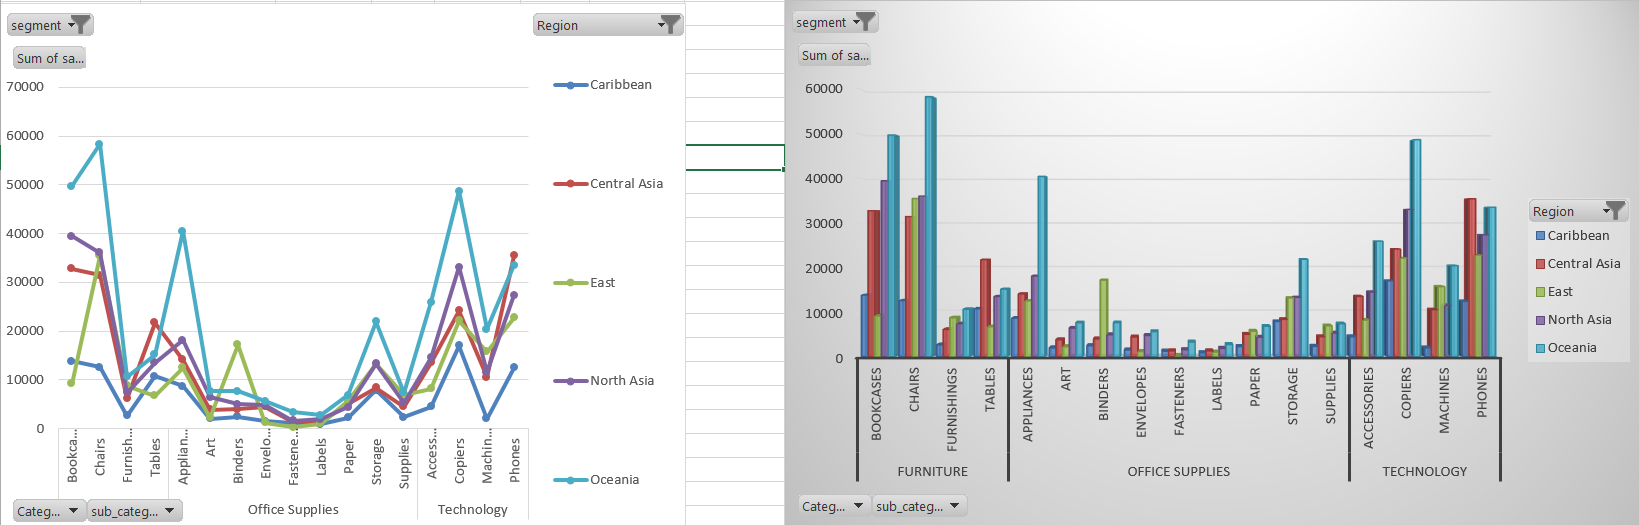 segment
Region
Sum of sa...
70000
60000
50000
40000
30000
20000
10000
0
Caribbean
Central Asia
East
North Asia
Oceania
Bookca...
Chairs
Furnish...
Tables
Applian...
Art
Binders
Envelo...
Fastene...
Labels
Paper
Storage
Supplies
Access...
Copiers
Machin...
Phones
Office Supplies
Technology
Categ...
sub_categ...
segment
Sum of sa...
60000
50000
40000
30000
20000
10000
0
Region
Caribbean
Central Asia
East
North Asia
Oceania
BOOKCASES
CHAIRS
FURNISHINGS
TABLES
APPLIANCES
ART
BINDERS
ENVELOPES
FASTENERS
LABELS
PAPER
STORAGE
SUPPLIES
ACCESSORIES
COPIERS
MACHINES
PHONES
FURNITURE
OFFICE SUPPLIES
TECHNOLOGY
Categ...
sub_categ...